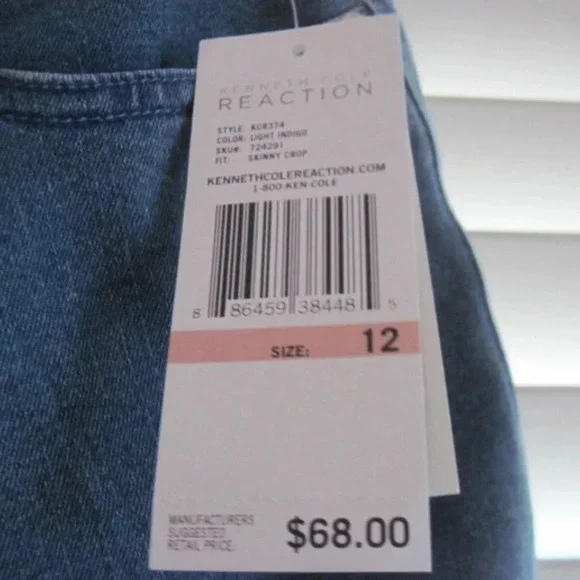 KENNETH COLE
REACTION
STYLE: KCR374
COLOR: LIGHT INDIGO
SKU#: 724291
FIT: SKINNY CROP
KENNETHCOLEREACTION.COM
1-800-KEN-COLE
8 86459 38448 5
SIZE: 12
MANUFACTURERS
SUGGESTED
RETAIL PRICE: $68.00